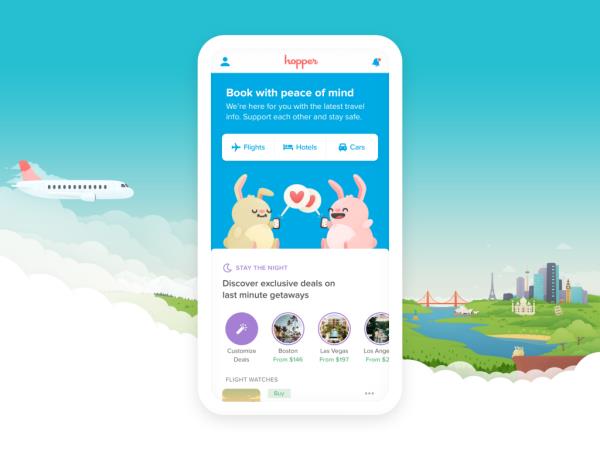 hopper
Book with peace of mind
We're here for you with the latest travel
info. Support each other and stay safe.
Flights
Hotels
Cars
STAY THE NIGHT
Discover exclusive deals on
last minute getaways
Customize
Deals
Boston
From $146
Las Vegas
From $197
Los Ange
From $2
FLIGHT WATCHES
Buy